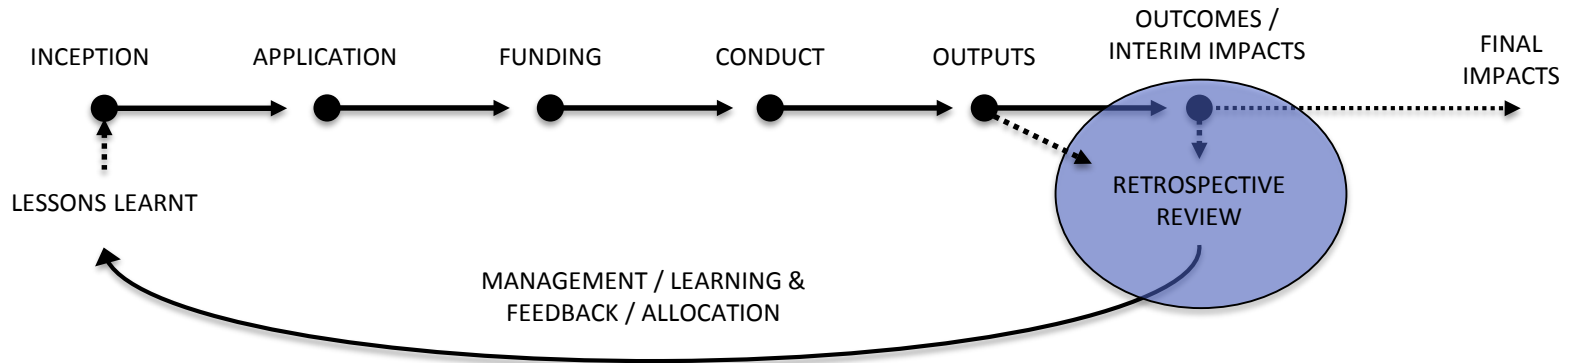 INCEPTION
APPLICATION
FUNDING
CONDUCT
OUTPUTS
OUTCOMES /
INTERIM IMPACTS
FINAL
IMPACTS
LESSONS LEARNT
RETROSPECTIVE
REVIEW
MANAGEMENT / LEARNING &
FEEDBACK / ALLOCATION